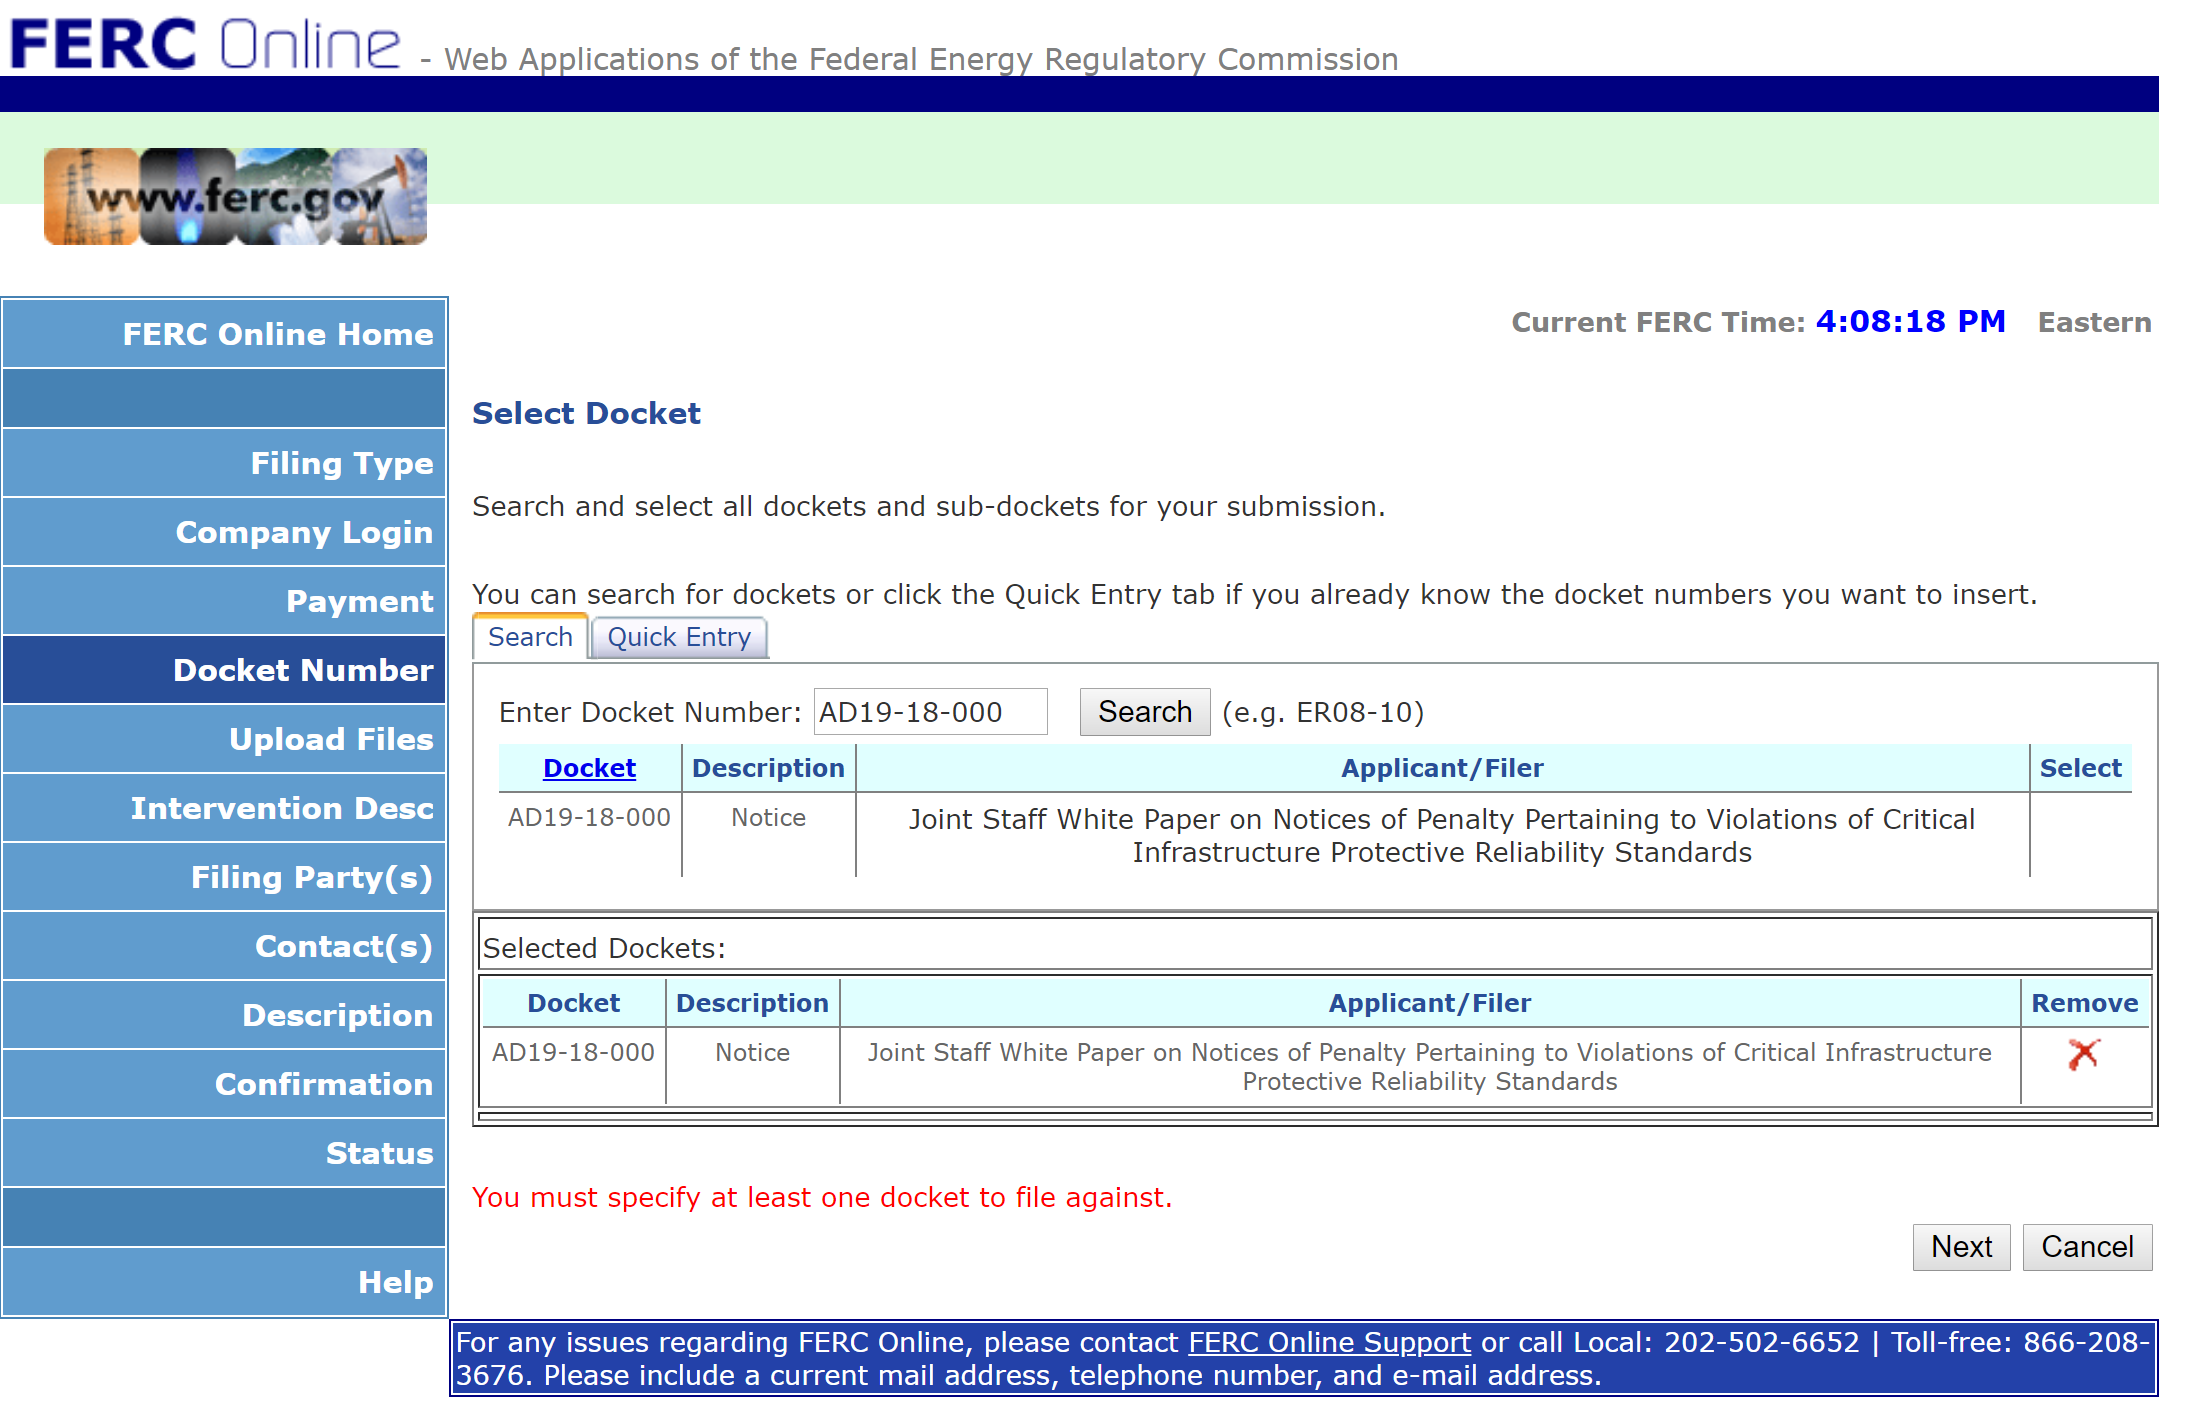 FERC Online - Web Applications of the Federal Energy Regulatory Commission
www.ferc.gov
Current FERC Time: 4:08:18 PM Eastern
FERC Online Home
Filing Type
Company Login
Payment
Docket Number
Upload Files
Intervention Desc
Filing Party(s)
Contact(s)
Description
Confirmation
Status
Help
Select Docket
Search and select all dockets and sub-dockets for your submission.
You can search for dockets or click the Quick Entry tab if you already know the docket numbers you want to insert.
Search Quick Entry
Enter Docket Number: AD19-18-000 Search (e.g. ER08-10)
Docket Description Applicant/Filer Select
AD19-18-000 Notice Joint Staff White Paper on Notices of Penalty Pertaining to Violations of Critical
Infrastructure Protective Reliability Standards
Selected Dockets:
Docket Description Applicant/Filer Remove
AD19-18-000 Notice Joint Staff White Paper on Notices of Penalty Pertaining to Violations of Critical Infrastructure
Protective Reliability Standards
You must specify at least one docket to file against.
Next Cancel
For any issues regarding FERC Online, please contact FERC Online Support or call Local: 202-502-6652 | Toll-free: 866-208-
3676. Please include a current mail address, telephone number, and e-mail address.